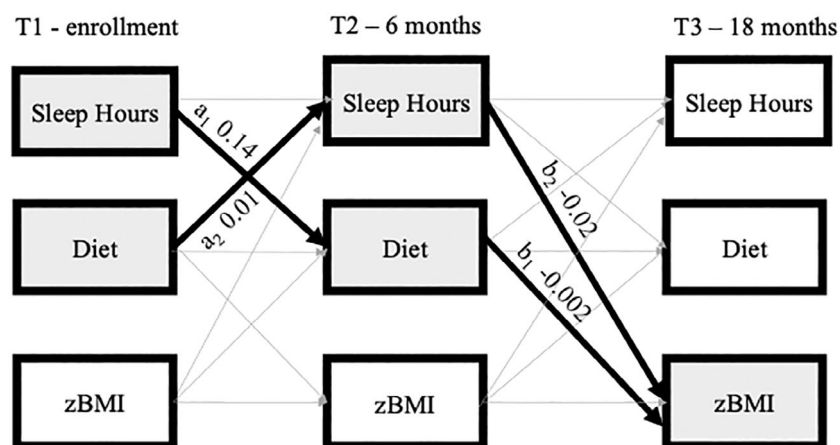 T1 - enrollment
T2 – 6 months
T3 – 18 months
Sleep Hours
Sleep Hours
Sleep Hours
a₁ 0.14
a₂ 0.01
b₂ -0.02
b₁ -0.002
Diet
Diet
Diet
zBMI
zBMI
zBMI